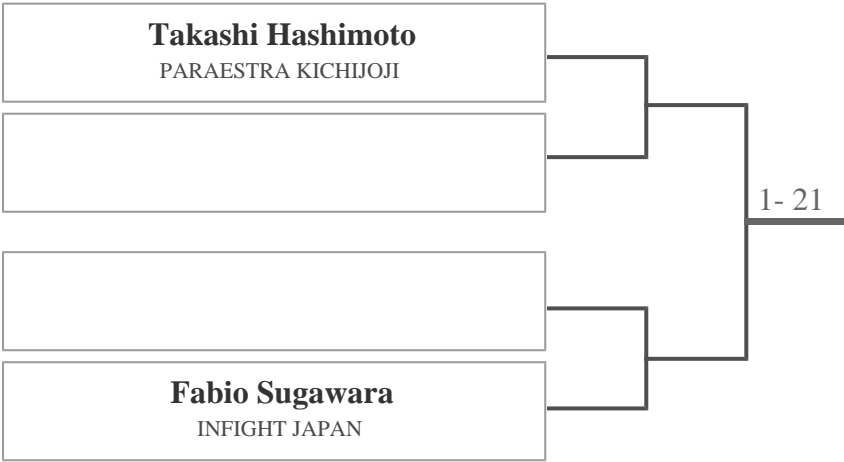 Takashi Hashimoto
PARAESTRA KICHIJOJI
1- 21
Fabio Sugawara
INFIGHT JAPAN